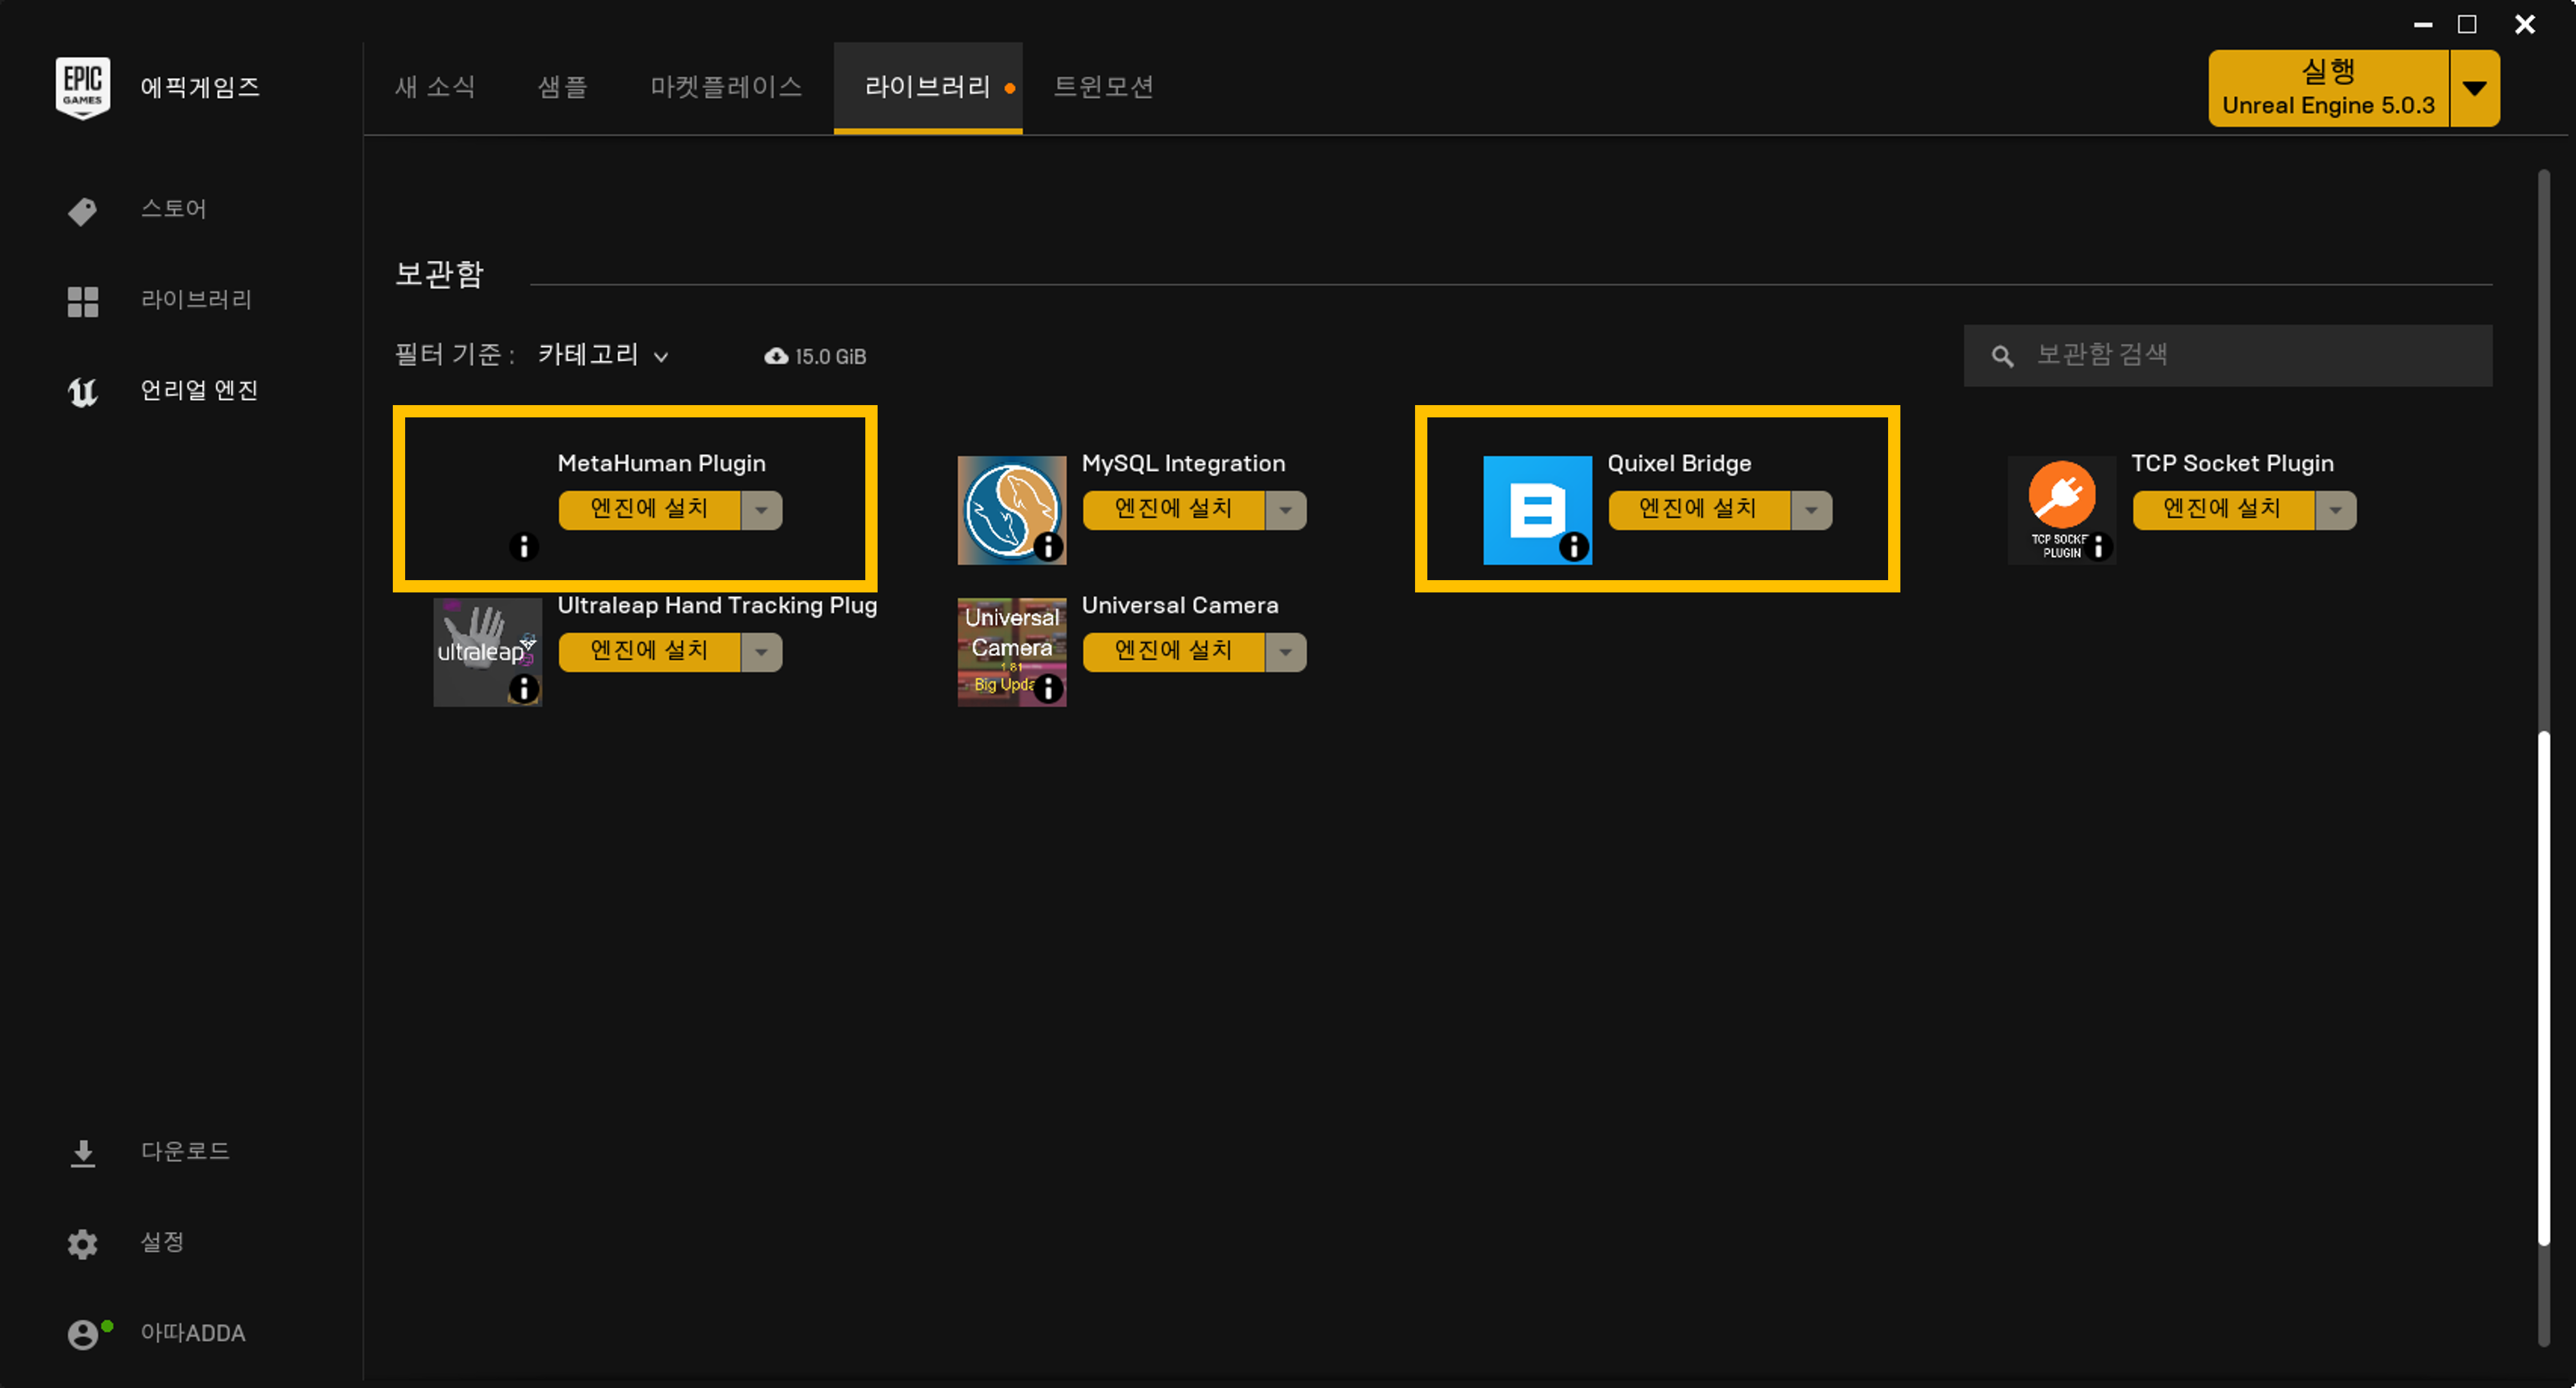 EPIC
GAMES
에픽게임즈
새 소식
샘플
마켓플레이스
라이브러리
트윈모션
실행
Unreal Engine 5.0.3
스토어
라이브러리
언리얼 엔진
보관함
필터 기준 :
카테고리
15.0 GiB
보관함 검색
MetaHuman Plugin
엔진에 설치
MySQL Integration
엔진에 설치
Quixel Bridge
엔진에 설치
TCP SOCKE
PLUGIN
TCP Socket Plugin
엔진에 설치
ultraleap
Ultraleap Hand Tracking Plug
엔진에 설치
Universal
Camera
1.81
Big Upda
Universal Camera
엔진에 설치
다운로드
설정
아따ADDA